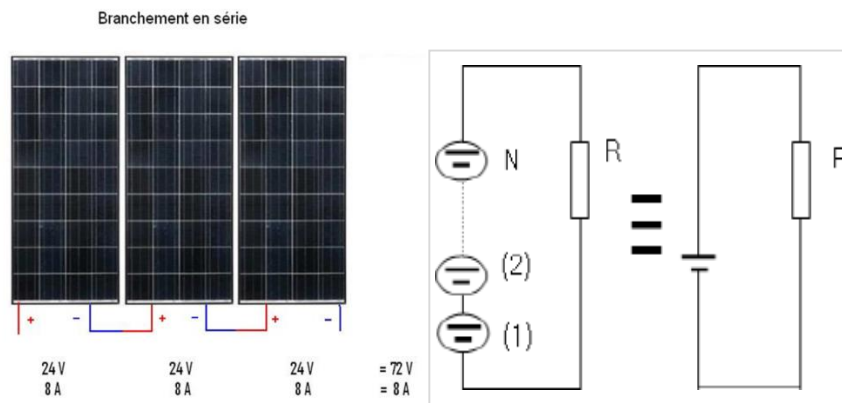 Branchement en série
+ − + − + −
24 V 24 V 24 V = 72 V
8 A 8 A 8 A = 8 A
N
R
(2)
(1)